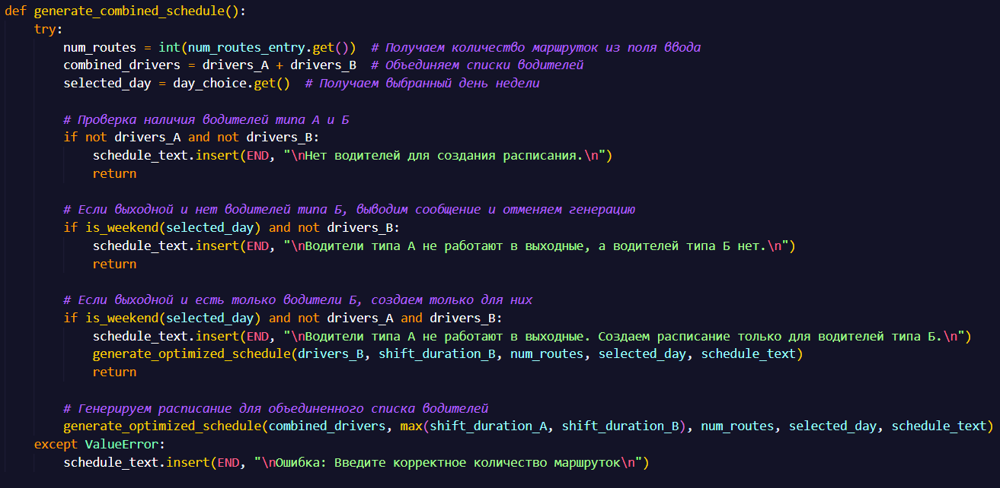 def generate_combined_schedule():
    try:
        num_routes = int(num_routes_entry.get())  # Получаем количество маршруток из поля ввода
        combined_drivers = drivers_A + drivers_B  # Объединяем списки водителей
        selected_day = day_choice.get()  # Получаем выбранный день недели

        # Проверка наличия водителей типа А и Б
        if not drivers_A and not drivers_B:
            schedule_text.insert(END, "\nНет водителей для создания расписания.\n")
            return

        # Если выходной и нет водителей типа Б, выводим сообщение и отменяем генерацию
        if is_weekend(selected_day) and not drivers_B:
            schedule_text.insert(END, "\nВодители типа А не работают в выходные, а водителей типа Б нет.\n")
            return

        # Если выходной и есть только водители Б, создаем только для них
        if is_weekend(selected_day) and not drivers_A and drivers_B:
            schedule_text.insert(END, "\nВодители типа А не работают в выходные. Создаем расписание только для водителей типа Б.\n")
            generate_optimized_schedule(drivers_B, shift_duration_B, num_routes, selected_day, schedule_text)
            return

        # Генерируем расписание для объединенного списка водителей
        generate_optimized_schedule(combined_drivers, max(shift_duration_A, shift_duration_B), num_routes, selected_day, schedule_text)
    except ValueError:
        schedule_text.insert(END, "\nОшибка: Введите корректное количество маршруток\n")